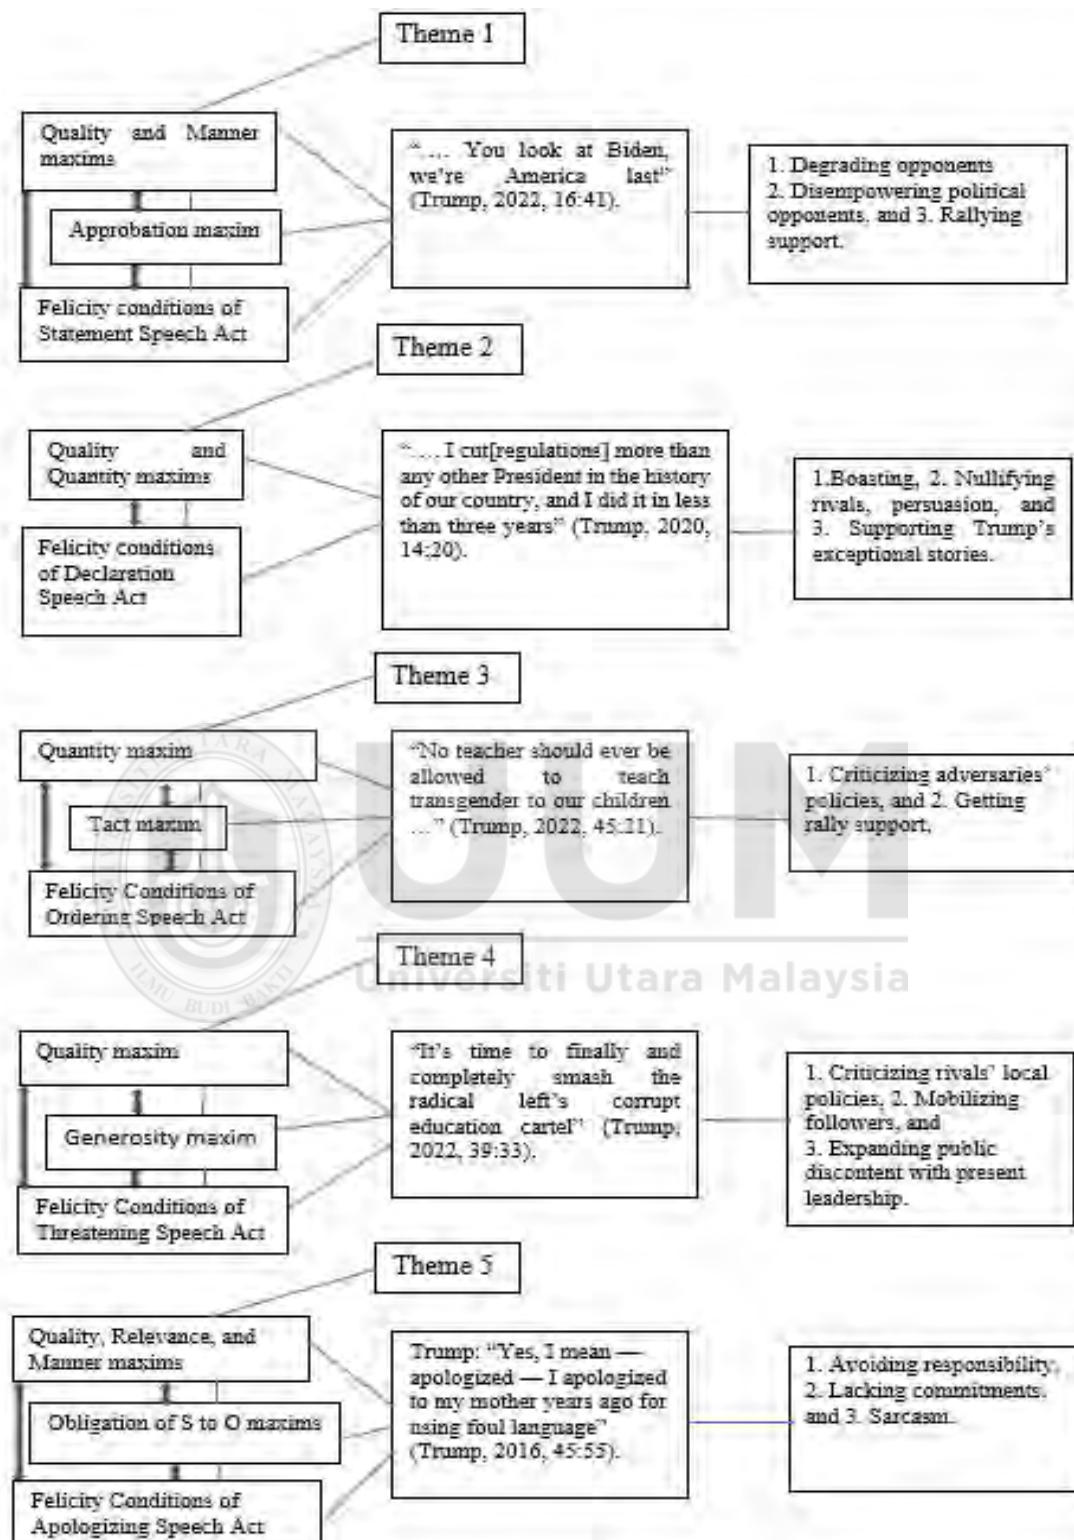 Theme 1
Quality and Manner
maxims
Approbation maxim
Felicity conditions of
Statement Speech Act
“.... You look at Biden,
we’re America last”
(Trump, 2022, 16:41).
1. Degrading opponents
2. Disempowering political
opponents, and 3. Rallying
support.
Theme 2
Quality and
Quantity maxims
Felicity conditions
of Declaration
Speech Act
“.... I cut[regulations] more than
any other President in the history
of our country, and I did it in less
than three years” (Trump, 2020,
14:20).
1.Boasting, 2. Nullifying
rivals, persuasion, and
3. Supporting Trump’s
exceptional stories.
Theme 3
Quantity maxim
Tact maxim
Felicity Conditions of
Ordering Speech Act
“No teacher should ever be
allowed to teach
transgender to our children
...” (Trump, 2022, 45:21).
1. Criticizing adversaries’
policies, and 2. Getting
rally support.
UUM
Universiti Utara Malaysia
UNIVERSITI UTARA MALAYSIA
ILMU BUDI BAKTI
Theme 4
Quality maxim
Generosity maxim
Felicity Conditions of
Threatening Speech Act
“It’s time to finally and
completely smash the
radical left’s corrupt
education cartel” (Trump,
2022, 39:33).
1. Criticizing rivals’ local
policies, 2. Mobilizing
followers, and
3. Expanding public
discontent with present
leadership.
Theme 5
Quality, Relevance, and
Manner maxims
Obligation of S to O maxims
Felicity Conditions of
Apologizing Speech Act
Trump: “Yes, I mean —
apologized — I apologized
to my mother years ago for
using foul language”
(Trump, 2016, 45:55).
1. Avoiding responsibility,
2. Lacking commitments,
and 3. Sarcasm.